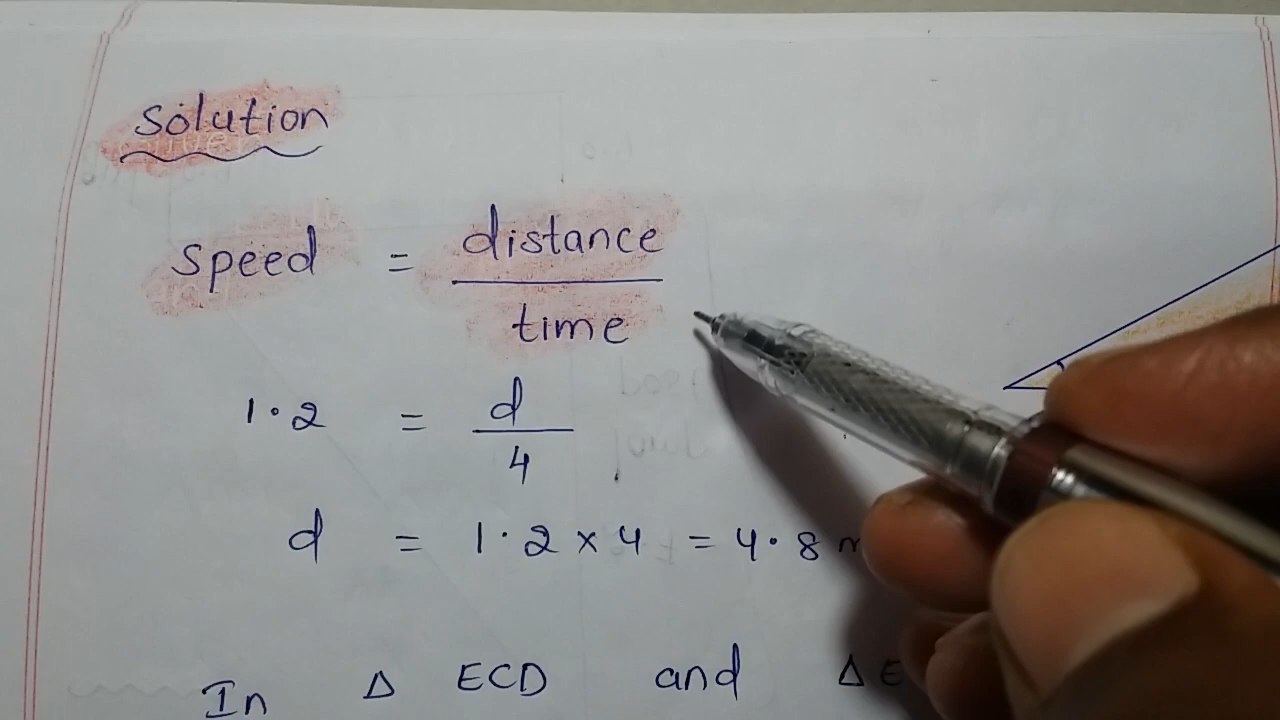 Solution
Speed = distance / time
1.2 = d / 4
d = 1.2 × 4 = 4.8
In Δ ECD and Δ E